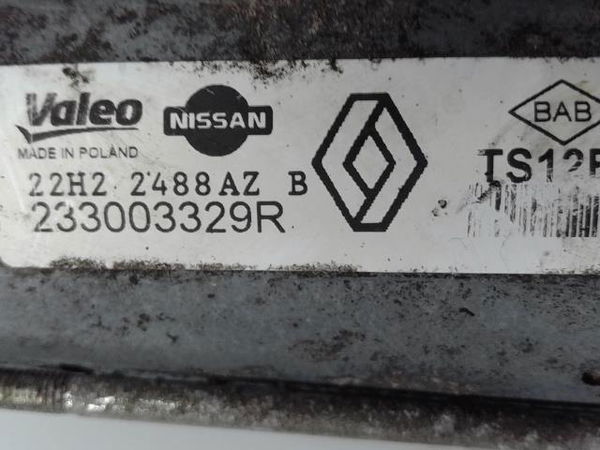 Valeo
NISSAN
MADE IN POLAND
BAB
22H2 2488AZ B
233003329R